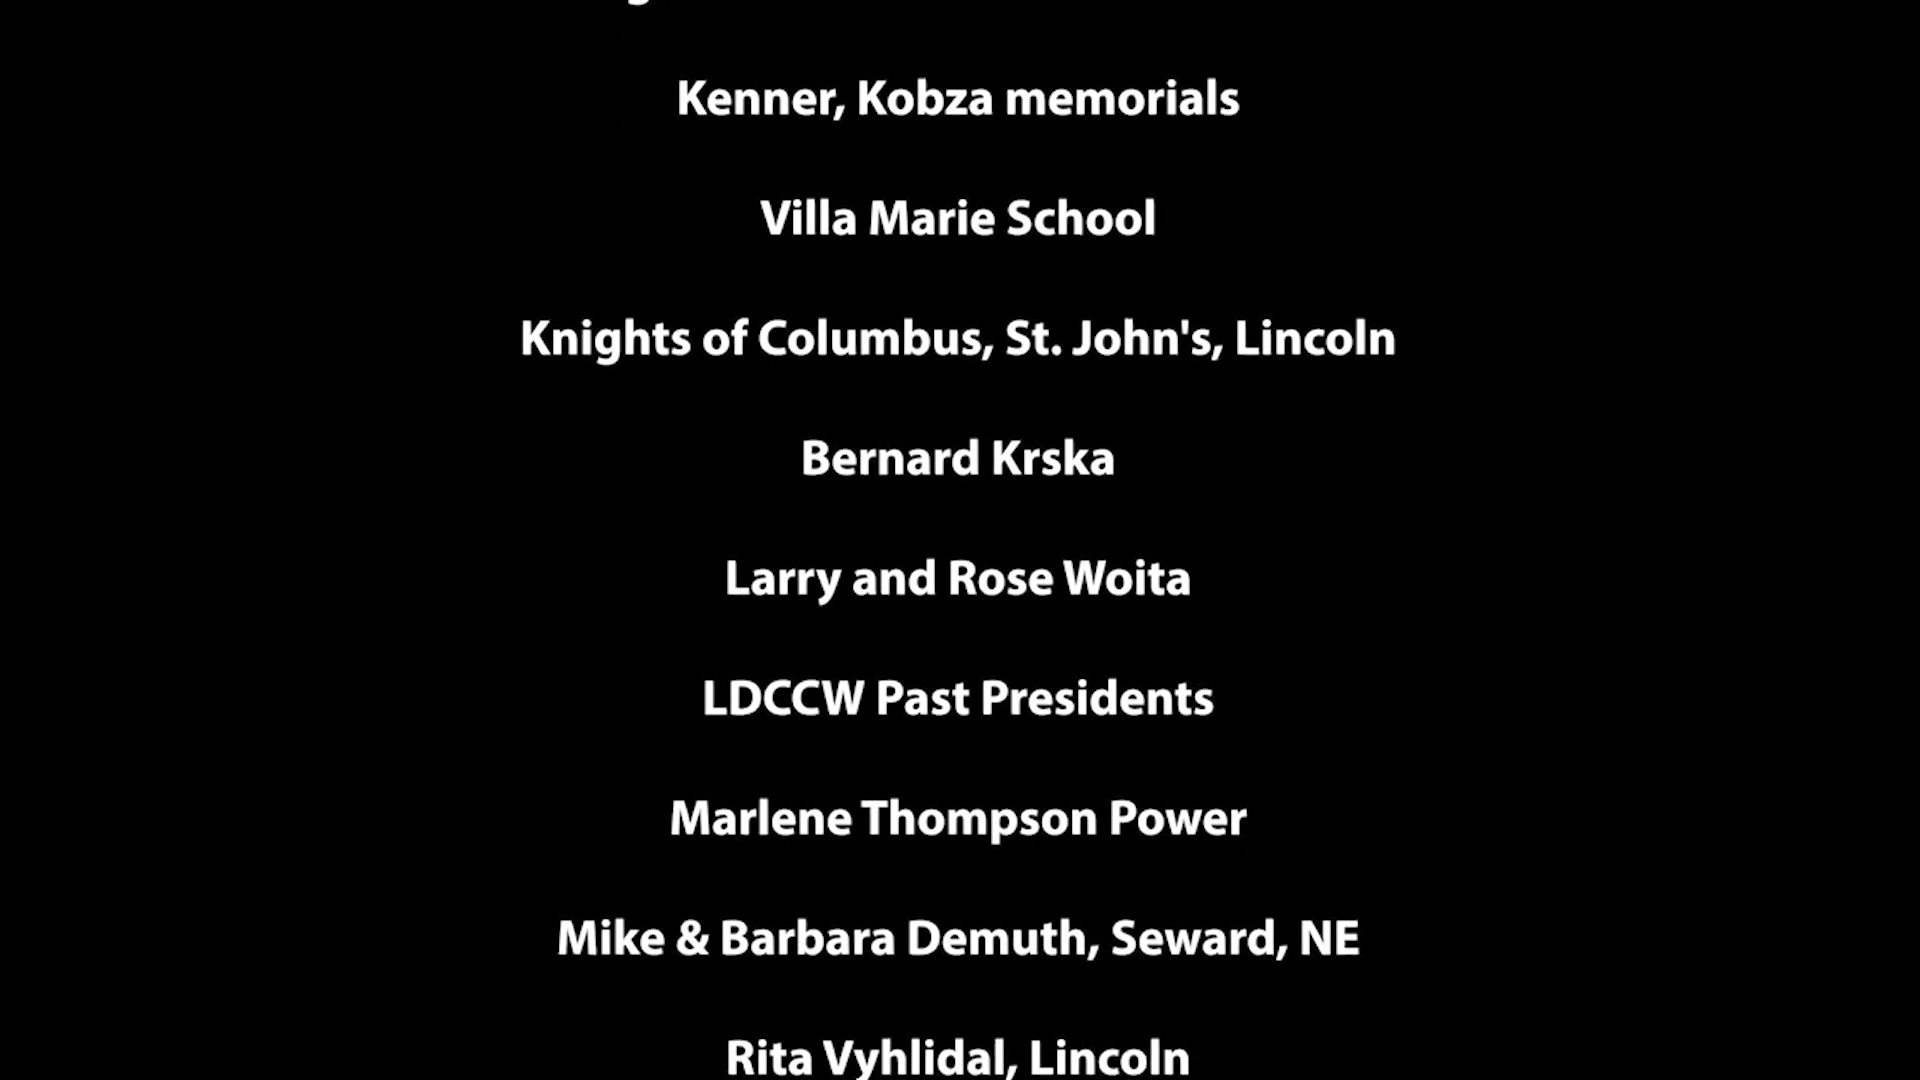 Kenner, Kobza memorials
Villa Marie School
Knights of Columbus, St. John's, Lincoln
Bernard Krska
Larry and Rose Woita
LDCCW Past Presidents
Marlene Thompson Power
Mike & Barbara Demuth, Seward, NE
Rita Vyhlidal, Lincoln